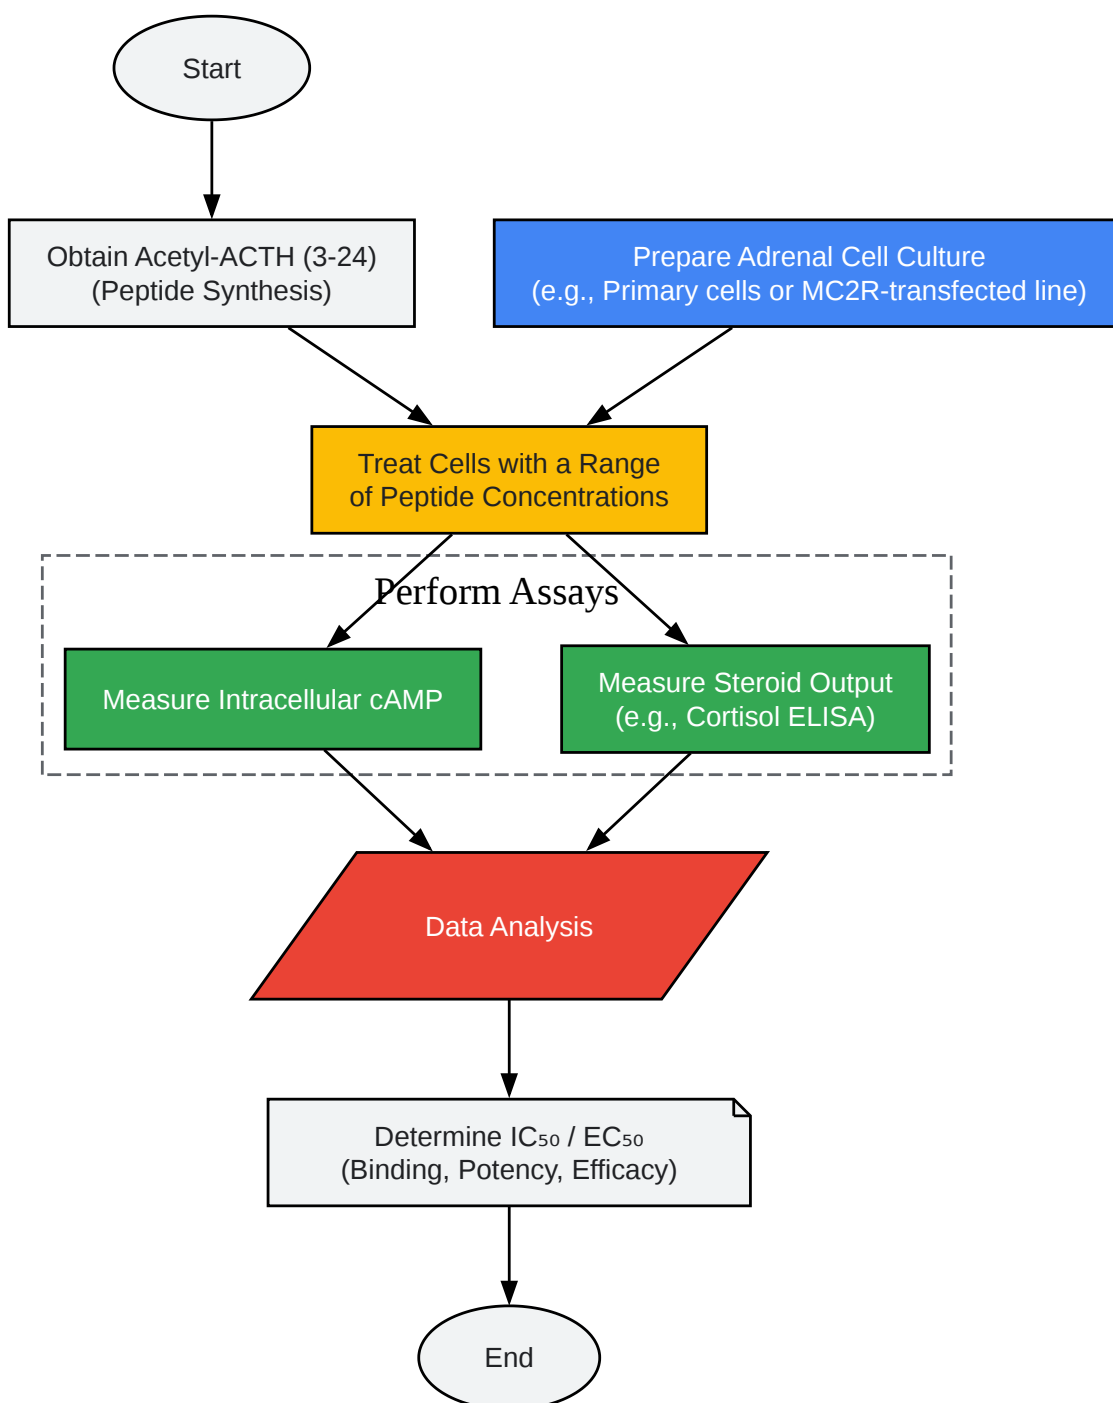 Start
Obtain Acetyl-ACTH (3-24)
(Peptide Synthesis)
Prepare Adrenal Cell Culture
(e.g., Primary cells or MC2R-transfected line)
Treat Cells with a Range
of Peptide Concentrations
Perform Assays
Measure Intracellular cAMP
Measure Steroid Output
(e.g., Cortisol ELISA)
Data Analysis
Determine IC₅₀ / EC₅₀
(Binding, Potency, Efficacy)
End